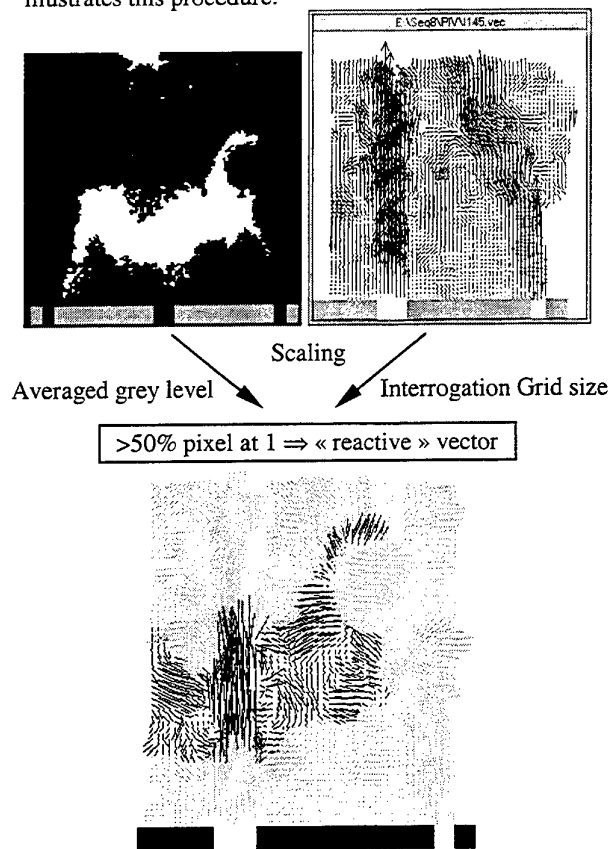 illustrates this procedure.
E:\Seq8\PIV\J145.vec
Scaling
Averaged grey level
Interrogation Grid size
>50% pixel at 1 ⇒ « reactive » vector